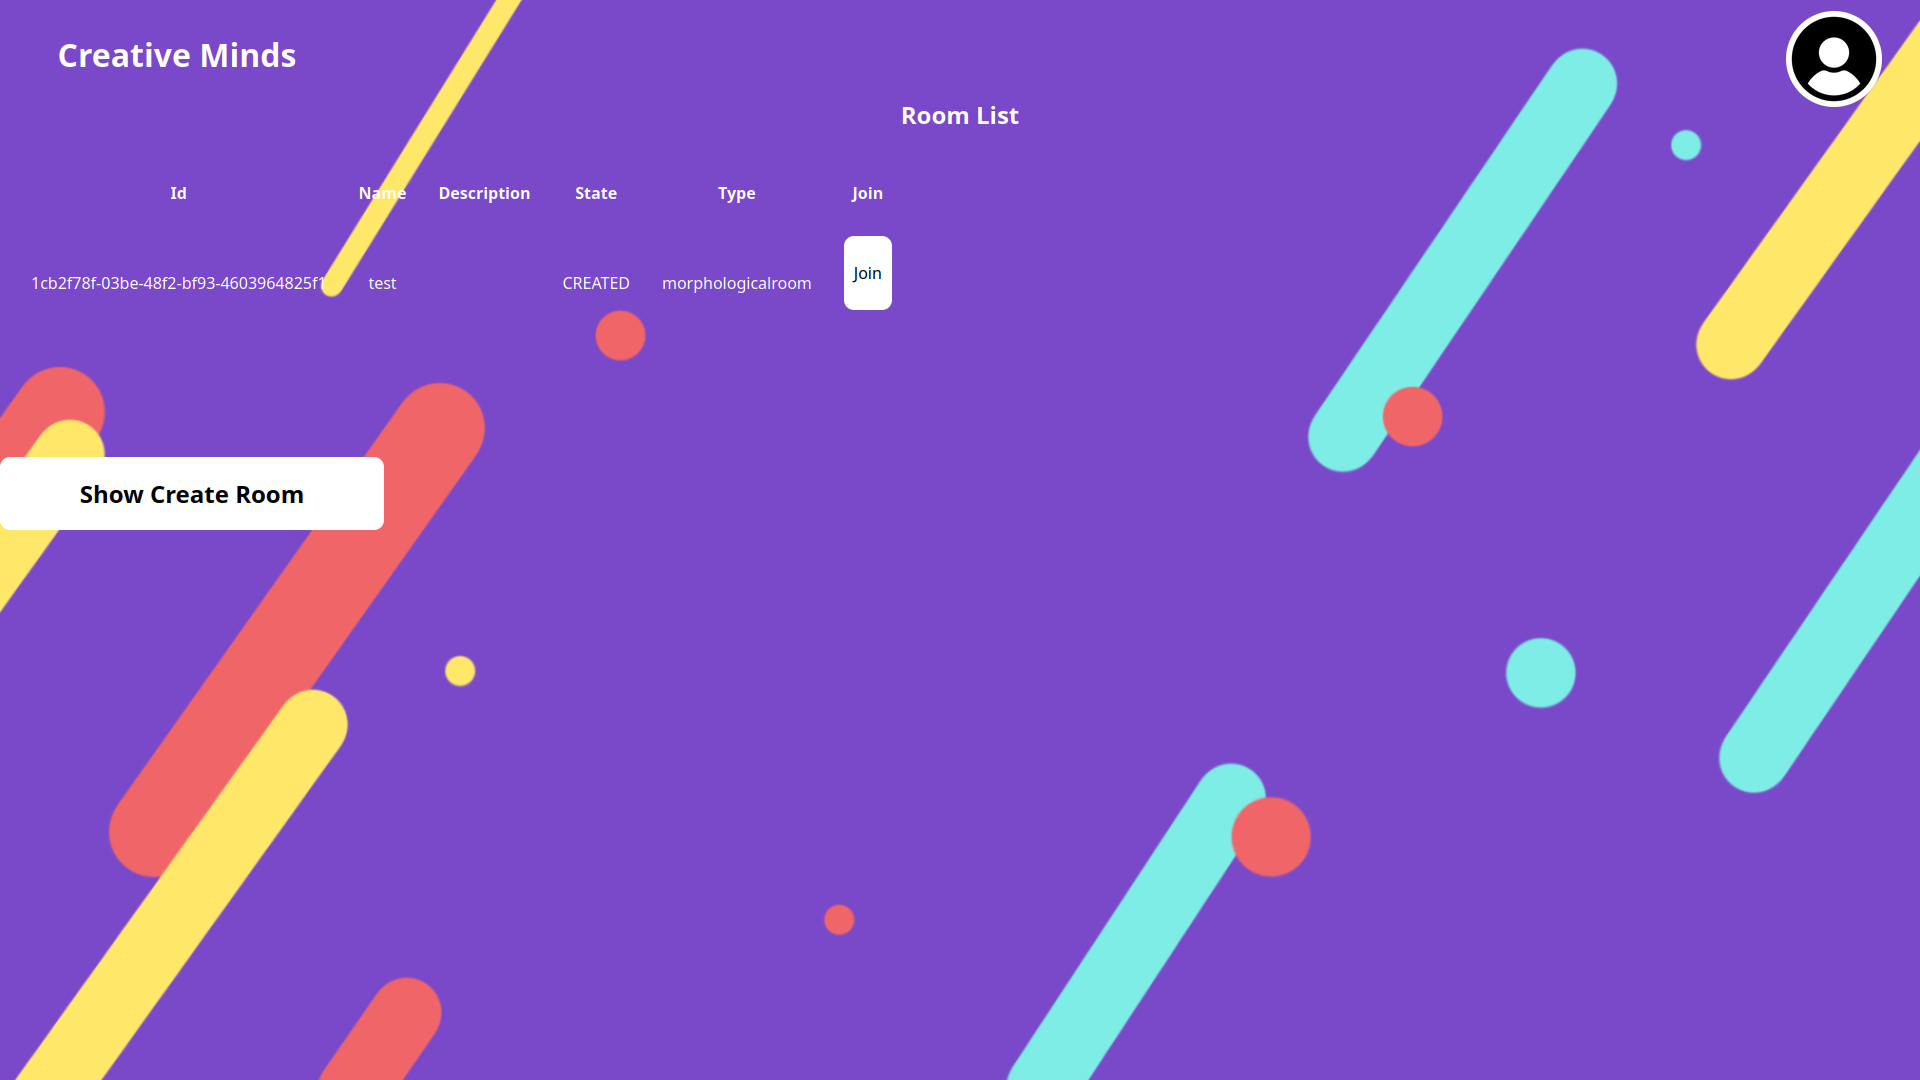 Creative Minds
Room List
Id Name Description State Type Join
1cb2f78f-03be-48f2-bf93-4603964825f1 test CREATED morphologicalroom Join
Show Create Room